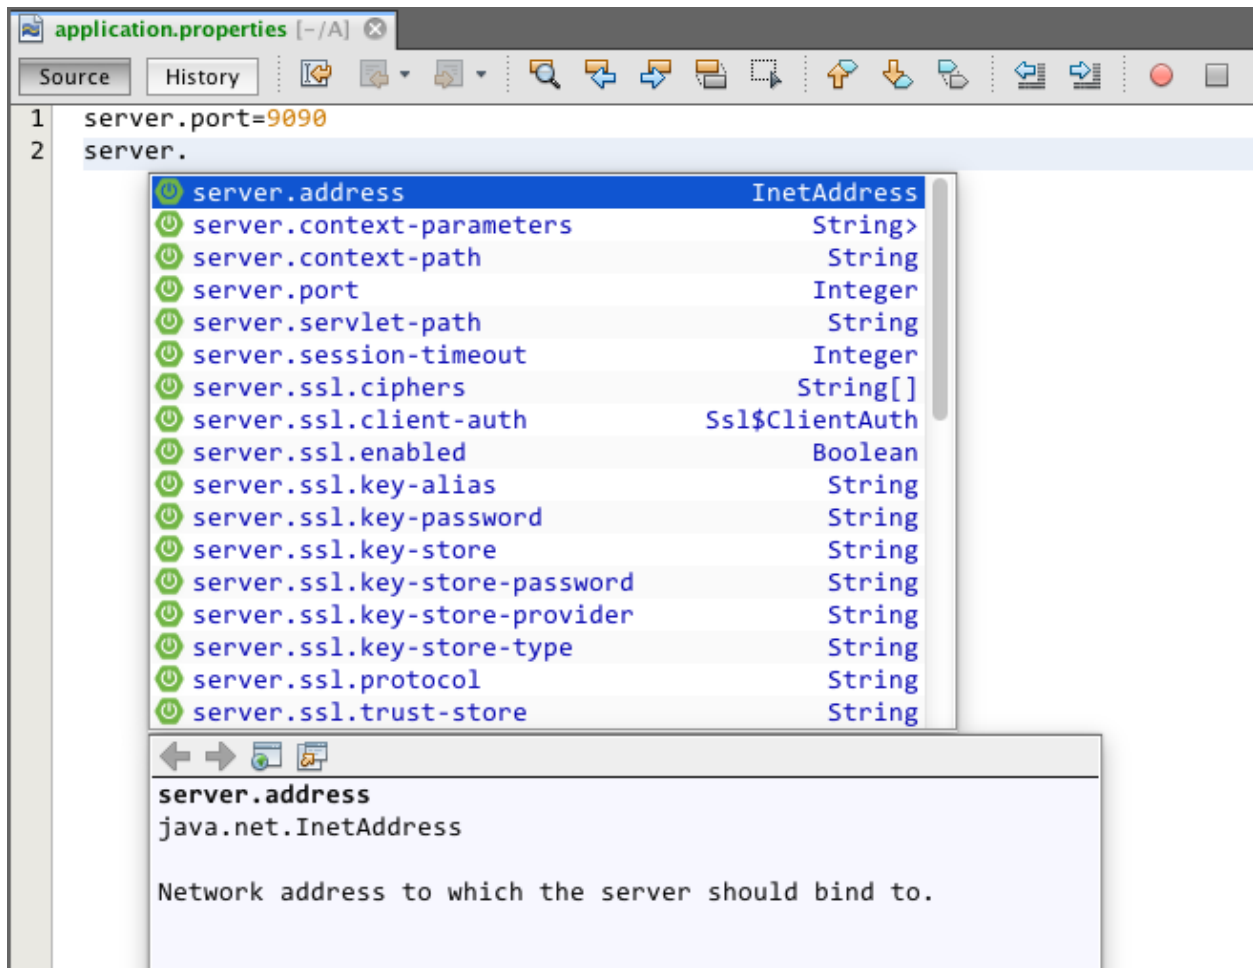 application.properties [-/A]
Source History
1 server.port=9090
2 server.
server.address InetAddress
server.context-parameters String>
server.context-path String
server.port Integer
server.servlet-path String
server.session-timeout Integer
server.ssl.ciphers String[]
server.ssl.client-auth Ssl$ClientAuth
server.ssl.enabled Boolean
server.ssl.key-alias String
server.ssl.key-password String
server.ssl.key-store String
server.ssl.key-store-password String
server.ssl.key-store-provider String
server.ssl.key-store-type String
server.ssl.protocol String
server.ssl.trust-store String
server.address
java.net.InetAddress
Network address to which the server should bind to.